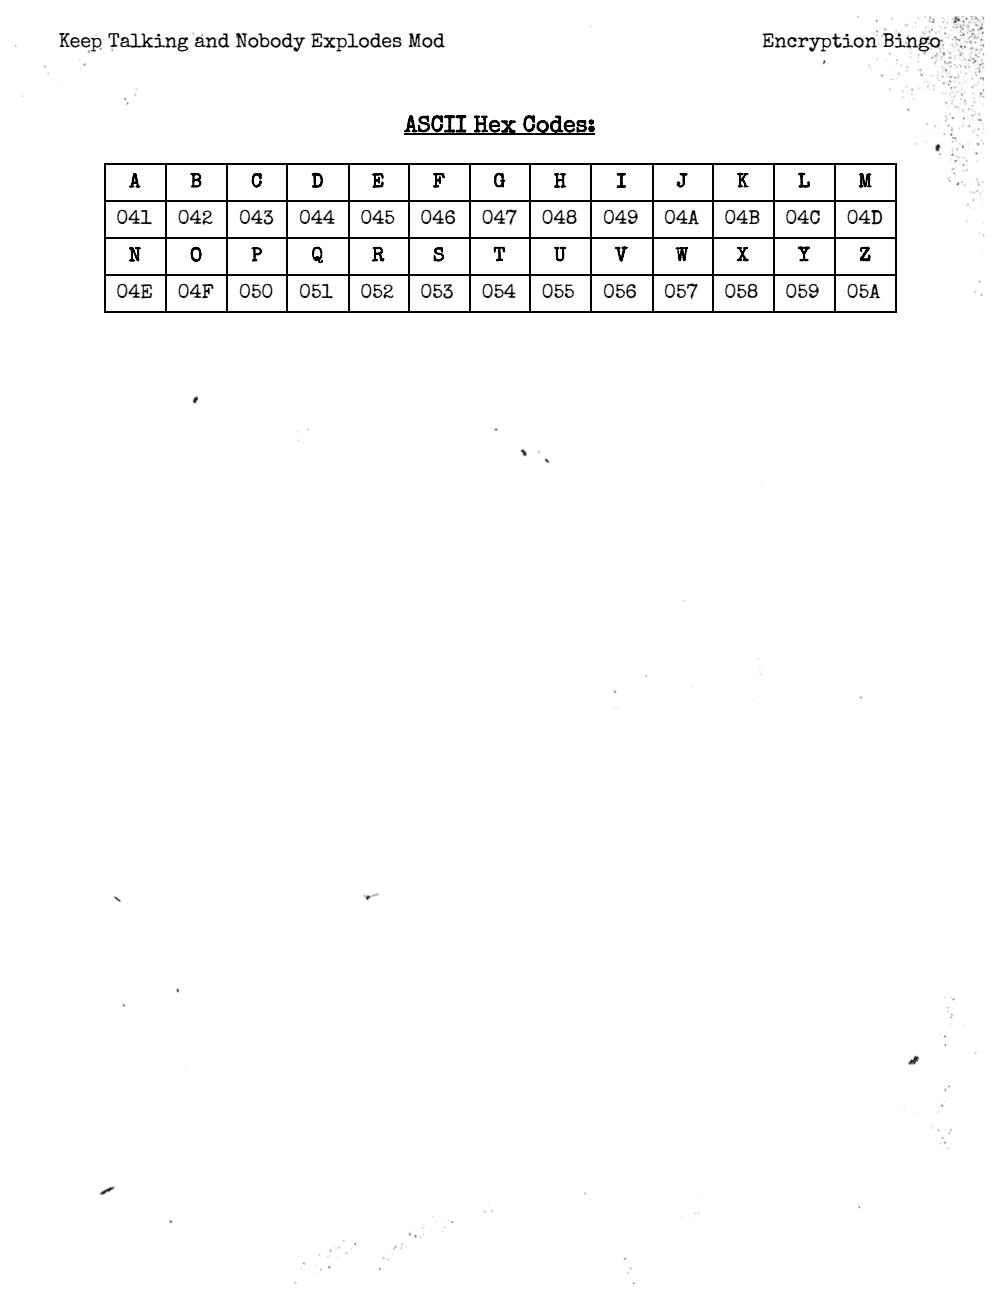 Keep Talking and Nobody Explodes Mod Encryption Bingo
ASCII Hex Codes:
A B C D E F G H I J K L M
041 042 043 044 045 046 047 048 049 04A 04B 04C 04D
N O P Q R S T U V W X Y Z
04E 04F 050 051 052 053 054 055 056 057 058 059 05A